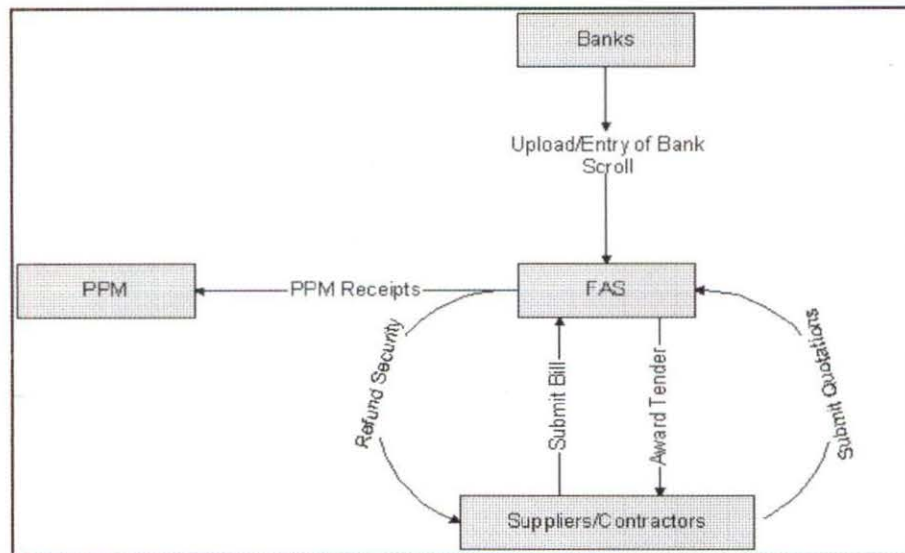 Banks
Upload/Entry of Bank
Scroll
PPM
PPM Receipts
FAS
Refund Security
Submit Bill
Award Tender
Submit Quotations
Suppliers/Contractors